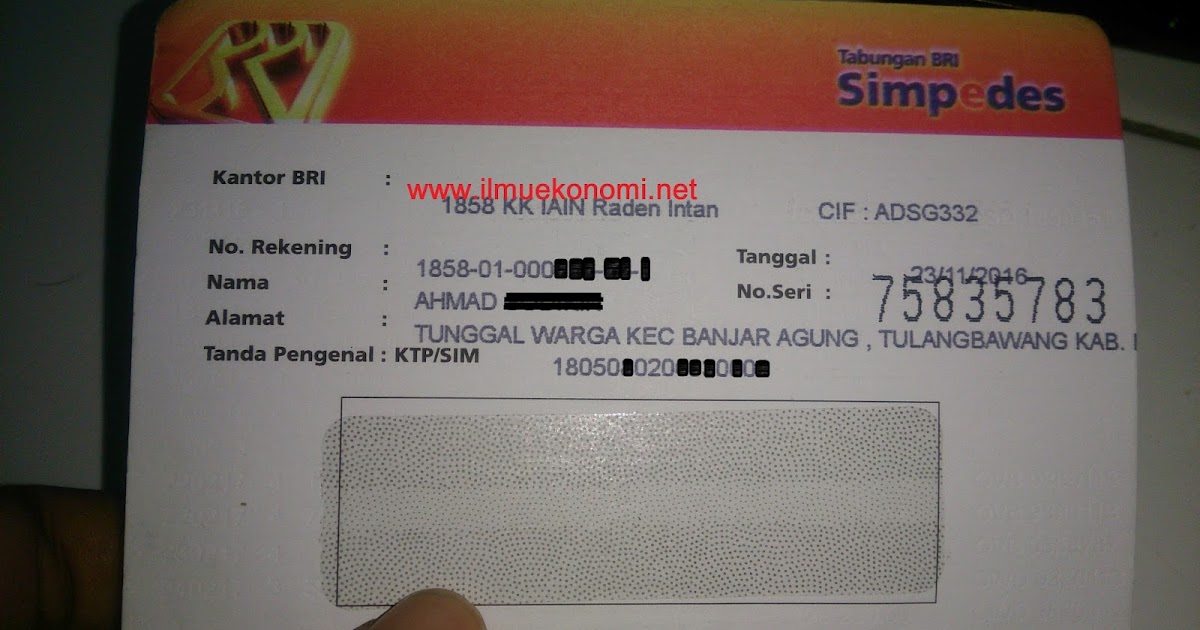 BRI
Tabungan BRI
Simpedes
www.ilmuekonomi.net
Kantor BRI : 1858 KK IAIN Raden Intan CIF : ADSG332
No. Rekening : 1858-01-000 Tanggal : 23/11/2016
Nama : AHMAD No.Seri : 75835783
Alamat : TUNGGAL WARGA KEC BANJAR AGUNG , TULANGBAWANG KAB.
Tanda Pengenal : KTP/SIM 18050 020